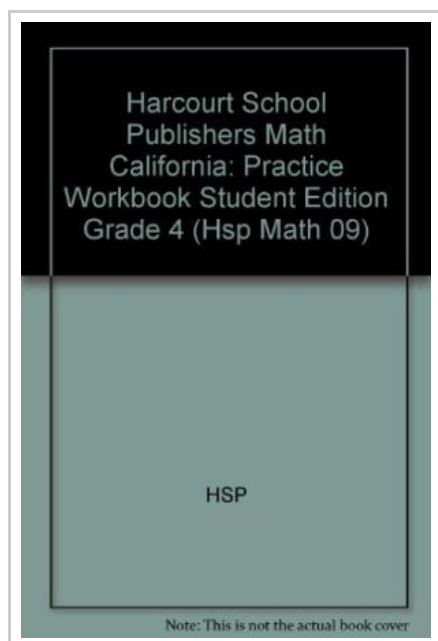 Harcourt School
Publishers Math
California: Practice
Workbook Student Edition
Grade 4 (Hsp Math 09)
HSP
Note: This is not the actual book cover